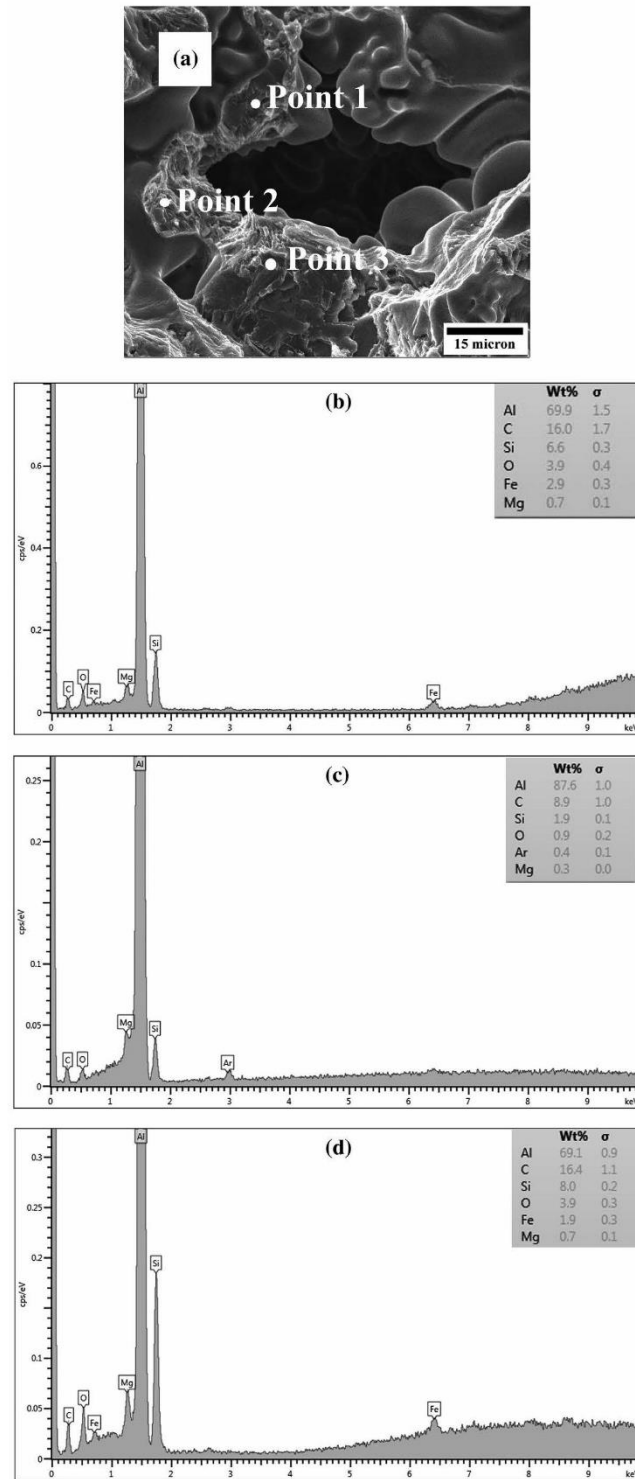 (a)
Point 1
Point 2
Point 3
15 micron
(b)
Wt% σ
Al 69.9 1.5
C 16.0 1.7
Si 6.6 0.3
O 3.9 0.4
Fe 2.9 0.3
Mg 0.7 0.1
Al
0.6
0.4
0.2
0
cps/eV
C
O
Fe
Mg
Si
Fe
0 1 2 3 4 5 6 7 8 9 keV
(c)
Wt% σ
Al 87.6 1.0
C 8.9 1.0
Si 1.9 0.1
O 0.9 0.2
Ar 0.4 0.1
Mg 0.3 0.0
Al
0.25
0.2
0.1
0.05
0
cps/eV
C
O
Mg
Si
Ar
0 1 2 3 4 5 6 7 8 9 keV
(d)
Wt% σ
Al 69.1 0.9
C 16.4 1.1
Si 8.0 0.2
O 3.9 0.3
Fe 1.9 0.3
Mg 0.7 0.1
Al
0.3
0.2
0.1
0.05
0
cps/eV
C
O
Fe
Mg
Si
Fe
0 1 2 3 4 5 6 7 8 9 keV